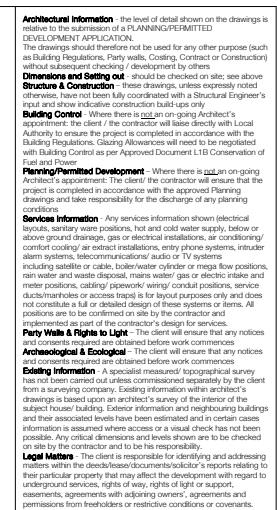 Architectural Information - the level of detail shown on the drawings is
relative to the submission of a PLANNING/PERMITTED
DEVELOPMENT APPLICATION.
The drawings should therefore not be used for any other purpose (such
as Building Regulations, Party walls, Costing, Contract or Construction)
without subsequent checking / development by others
Dimensions and Setting out - should be checked on site; see above
Structure & Construction – these drawings, unless expressly noted
otherwise, have not been fully coordinated with a Structural Engineer's
input and show indicative construction build-ups only
Building Control - Where there is not an on-going Architect's
appointment: the client / the contractor will liaise directly with Local
Authority to ensure the project is completed in accordance with the
Building Regulations. Glazing Allowances will need to be negotiated
with Building Control as per Approved Document L1B Conservation of
Fuel and Power
Planning/Permitted Development – Where there is not an on-going
Architect's appointment: The client/ the contractor will ensure that the
project is completed in accordance with the approved Planning
drawings and take responsibility for the discharge of any planning
conditions
Services Information - Any services information shown (electrical
layouts, sanitary ware positions, hot and cold water supply, below or
above ground drainage, gas or electrical installations, air conditioning/
comfort cooling/ air extract installations, entry phone systems, intruder
alarm systems, telecommunications/ audio or TV systems
including satellite or cable, boiler/water cylinder or mega flow positions,
rain water and waste disposal, mains water/ gas or electric intake and
meter positions, cabling/ pipework/ wiring/ conduit positions, service
ducts/manholes or access traps) is for layout purposes only and does
not constitute a full or detailed design of these systems or items. All
positions are to be confirmed on site by the contractor and
implemented as part of the contractor's design for services.
Party Walls & Rights to Light – The client will ensure that any notices
and consents required are obtained before work commences
Archaeological & Ecological – The client will ensure that any notices
and consents required are obtained before work commences
Existing Information - A specialist measured/ topographical survey
has not been carried out unless commissioned separately by the client
from a surveying company. Existing information within architect's
drawings is based upon an architect's survey of the interior of the
subject house/ building. Exterior information and neighbouring buildings
and their associated levels have been estimated and in certain cases
information is assumed where access or a visual check has not been
possible. Any critical dimensions and levels shown are to be checked
on site by the contractor and to be his responsibility.
Legal Matters - The client is responsible for identifying and addressing
matters within the deeds/lease/documents/solicitor's reports relating to
their particular property that may affect the development with regard to
underground services, rights of way, rights of light or support,
easements, agreements with adjoining owners', agreements and
permissions from freeholders or restrictive conditions or covenants.